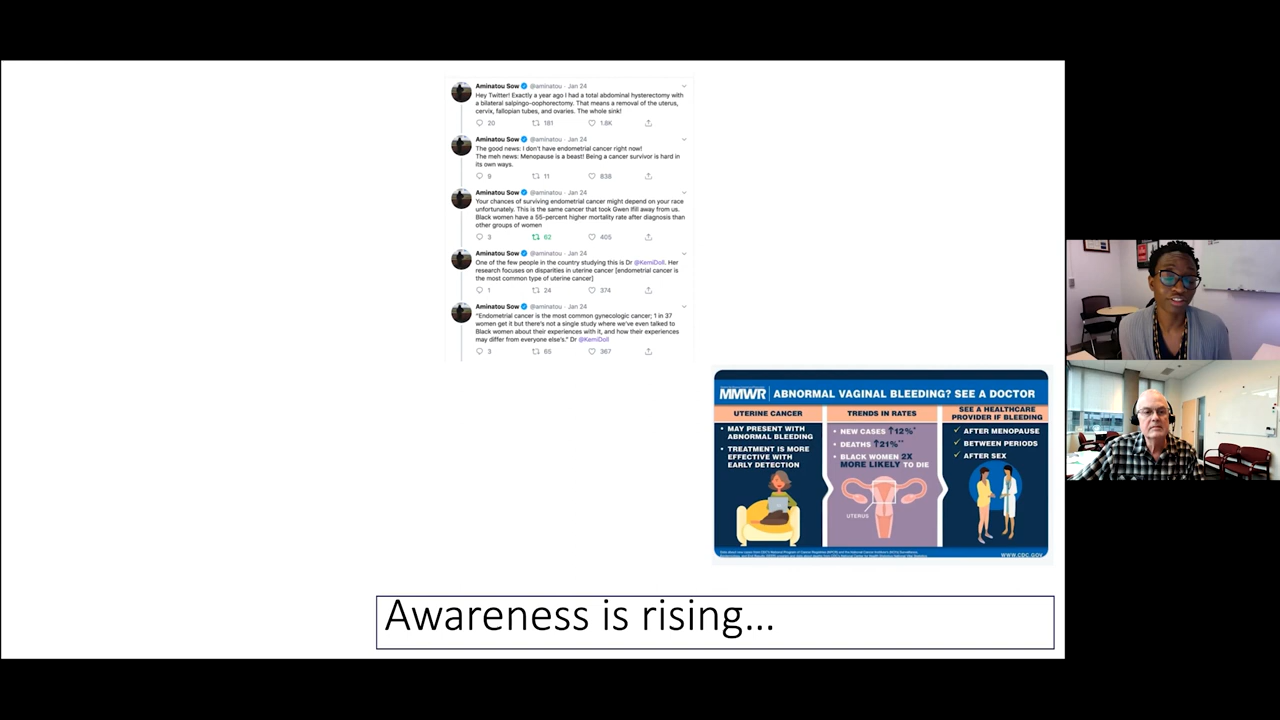 Aminatou Sow @aminatou · Jan 24
Hey Twitter! Exactly a year ago I had a total abdominal hysterectomy with
a bilateral salpingo-oophorectomy. That means a removal of the uterus,
cervix, fallopian tubes, and ovaries. The whole sink!
20 181 1.8K
Aminatou Sow @aminatou · Jan 24
The good news: I don't have endometrial cancer right now!
The meh news: Menopause is a beast! Being a cancer survivor is hard in
its own ways.
9 11 838
Aminatou Sow @aminatou · Jan 24
Your chances of surviving endometrial cancer might depend on your race
unfortunately. This is the same cancer that took Gwen Ifill away from us.
Black women have a 55-percent higher mortality rate after diagnosis than
other groups of women
3 62 405
Aminatou Sow @aminatou · Jan 24
One of the few people in the country studying this is Dr @KemiDoll. Her
research focuses on disparities in uterine cancer [endometrial cancer is
the most common type of uterine cancer]
1 24 374
Aminatou Sow @aminatou · Jan 24
"Endometrial cancer is the most common gynecologic cancer; 1 in 37
women get it but there's not a single study where we've even talked to
Black women about their experiences with it, and how their experiences
may differ from everyone else's." Dr @KemiDoll
3 65 367
MMWR ABNORMAL VAGINAL BLEEDING? SEE A DOCTOR
UTERINE CANCER
• MAY PRESENT WITH
ABNORMAL BLEEDING
• TREATMENT IS MORE
EFFECTIVE WITH
EARLY DETECTION
TRENDS IN RATES
• NEW CASES ↑12%*
• DEATHS ↑21%**
• BLACK WOMEN 2X
MORE LIKELY TO DIE
UTERUS
SEE A HEALTHCARE
PROVIDER IF BLEEDING
✓ AFTER MENOPAUSE
✓ BETWEEN PERIODS
✓ AFTER SEX
WWW.CDC.GOV
Awareness is rising...